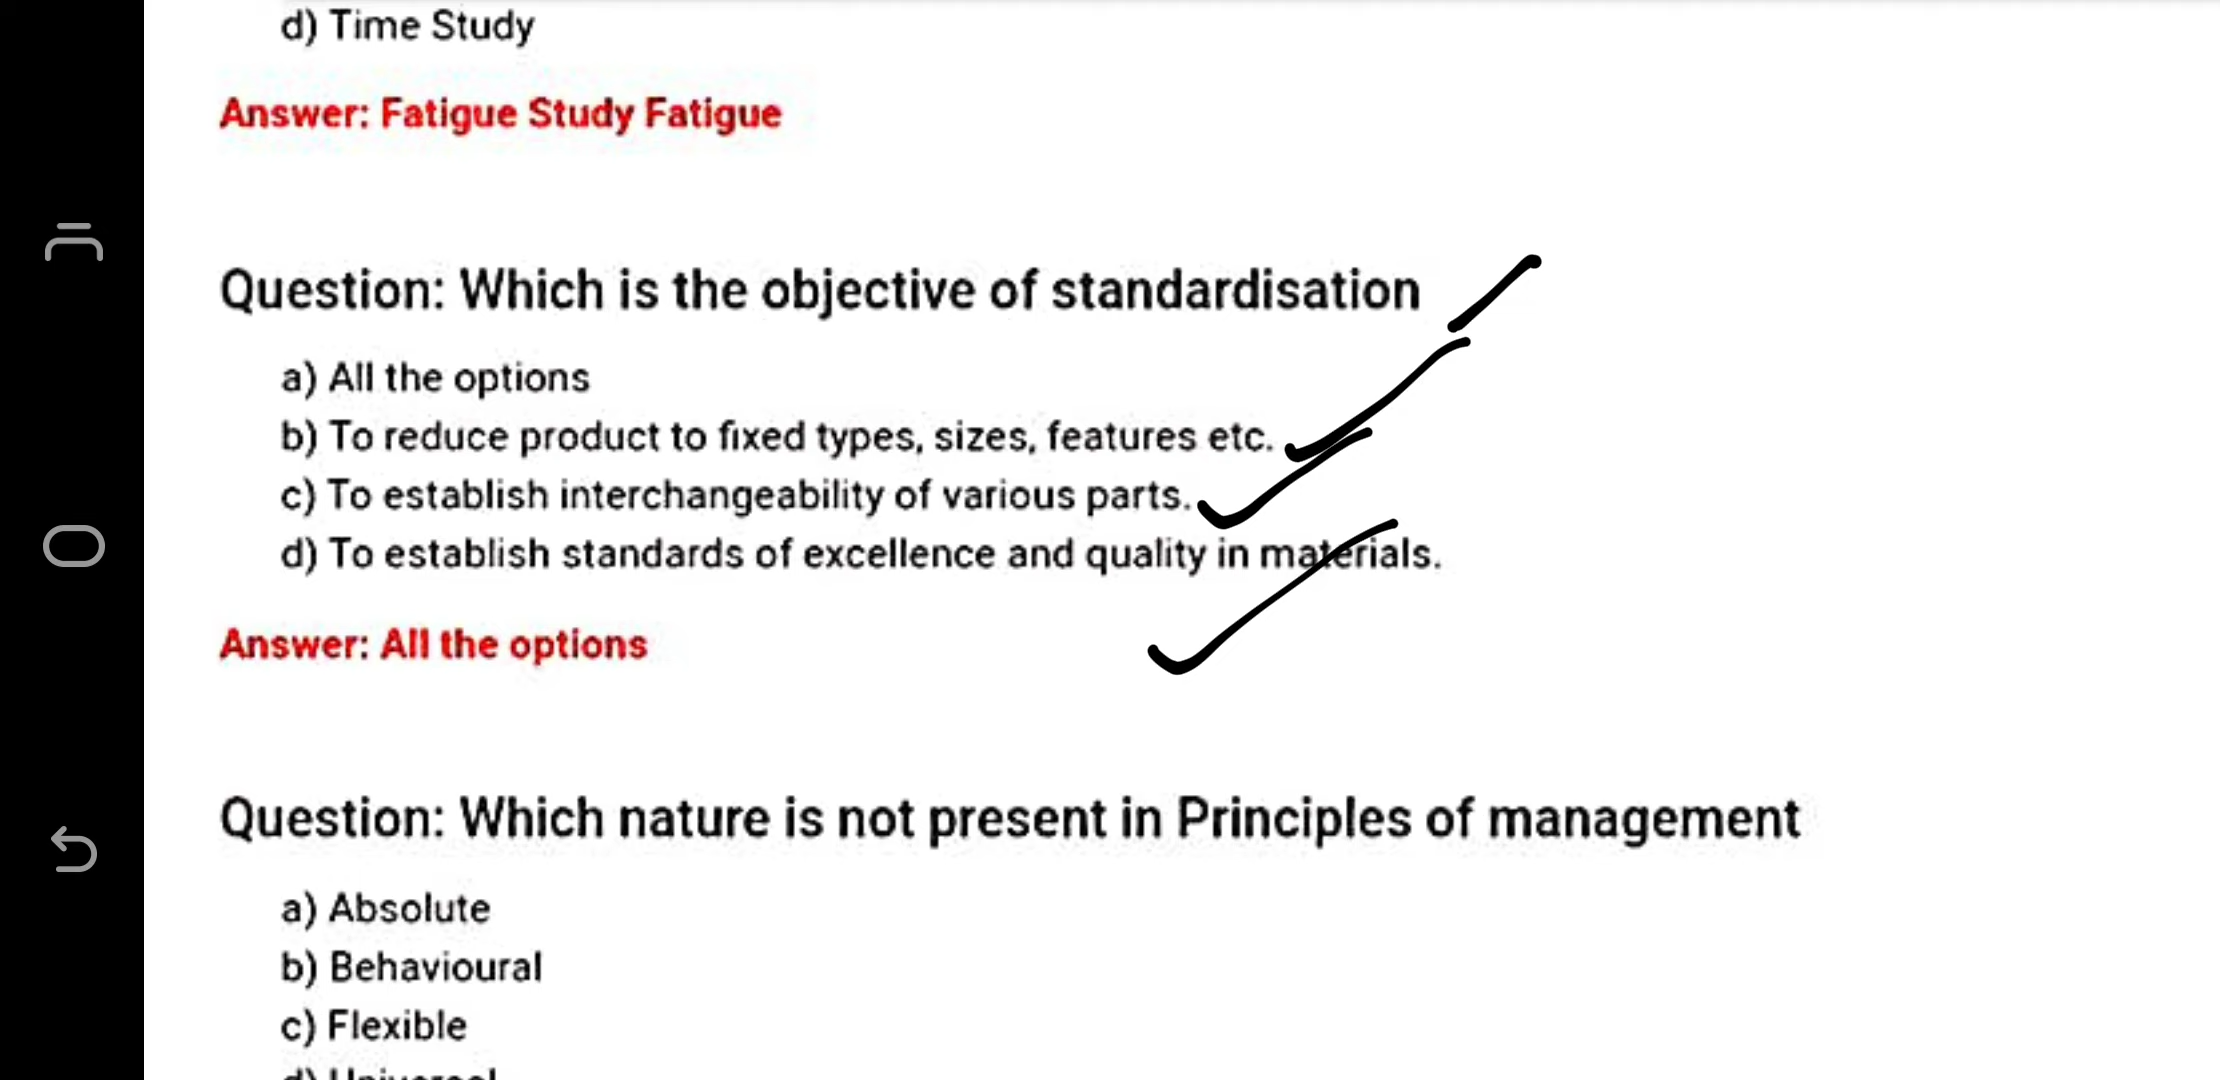 d) Time Study
Answer: Fatigue Study Fatigue
Question: Which is the objective of standardisation
a) All the options
b) To reduce product to fixed types, sizes, features etc.
c) To establish interchangeability of various parts.
d) To establish standards of excellence and quality in materials.
Answer: All the options
Question: Which nature is not present in Principles of management
a) Absolute
b) Behavioural
c) Flexible
d) Universal